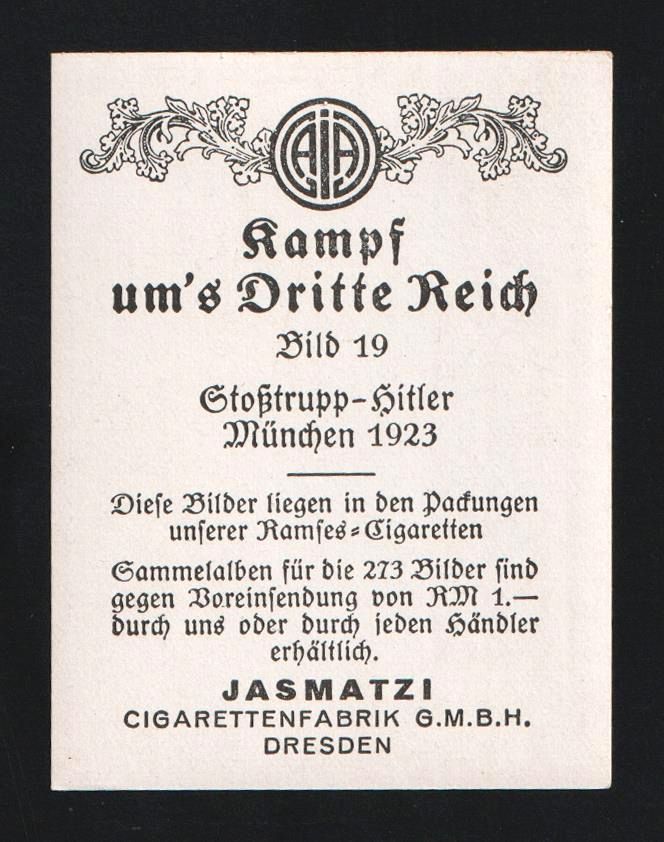 AJA
Kampf
um's Dritte Reich
Bild 19
Stoßtrupp-Hitler
München 1923
Diese Bilder liegen in den Packungen
unserer Ramses-Cigaretten
Sammelalben für die 273 Bilder sind
gegen Voreinsendung von RM 1.—
durch uns oder durch jeden Händler
erhältlich.
JASMATZI
CIGARETTENFABRIK G.M.B.H.
DRESDEN